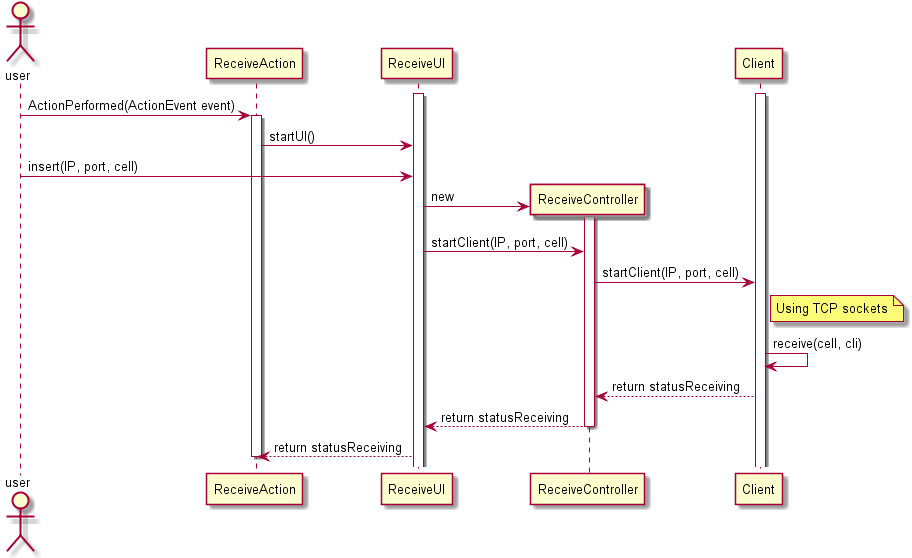 user
ReceiveAction
ReceiveUI
Client
ActionPerformed(ActionEvent event)
startUI()
insert(IP, port, cell)
new
ReceiveController
startClient(IP, port, cell)
startClient(IP, port, cell)
Using TCP sockets
receive(cell, cli)
return statusReceiving
return statusReceiving
return statusReceiving
user
ReceiveAction
ReceiveUI
ReceiveController
Client